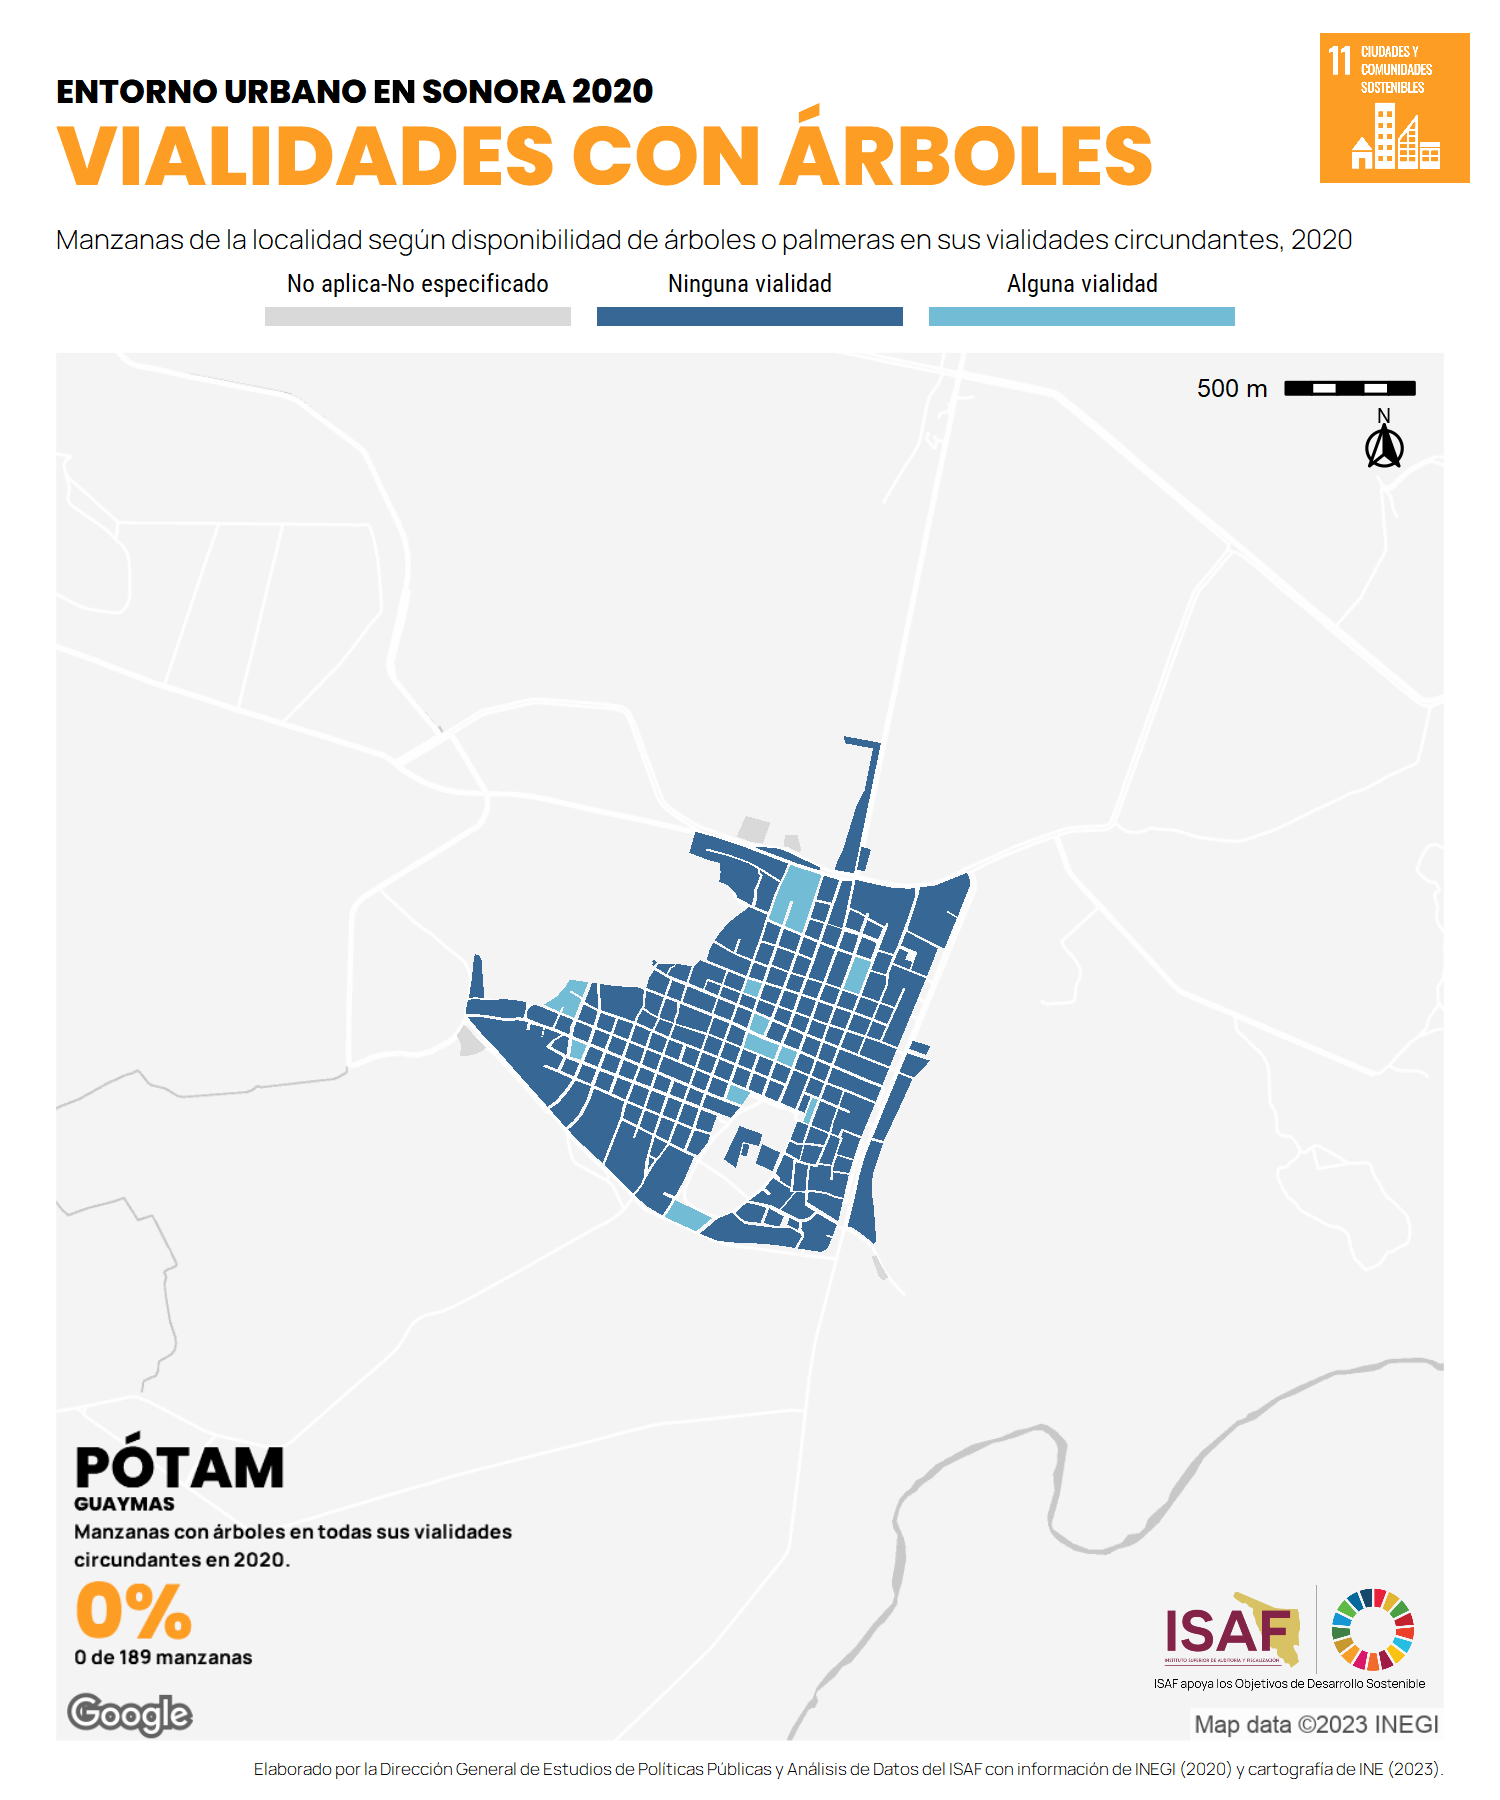 ENTORNO URBANO EN SONORA 2020
VIALIDADES CON ÁRBOLES
11 CIUDADES Y
COMUNIDADES
SOSTENIBLES
Manzanas de la localidad según disponibilidad de árboles o palmeras en sus vialidades circundantes, 2020
No aplica-No especificado
Ninguna vialidad
Alguna vialidad
500 m
N
PÓTAM
GUAYMAS
Manzanas con árboles en todas sus vialidades
circundantes en 2020.
0%
0 de 189 manzanas
Google
ISAF
INSTITUTO SUPERIOR DE AUDITORÍA Y FISCALIZACIÓN
ISAF apoya los Objetivos de Desarrollo Sostenible
Map data ©2023 INEGI
Elaborado por la Dirección General de Estudios de Políticas Públicas y Análisis de Datos del ISAF con información de INEGI (2020) y cartografía de INE (2023).